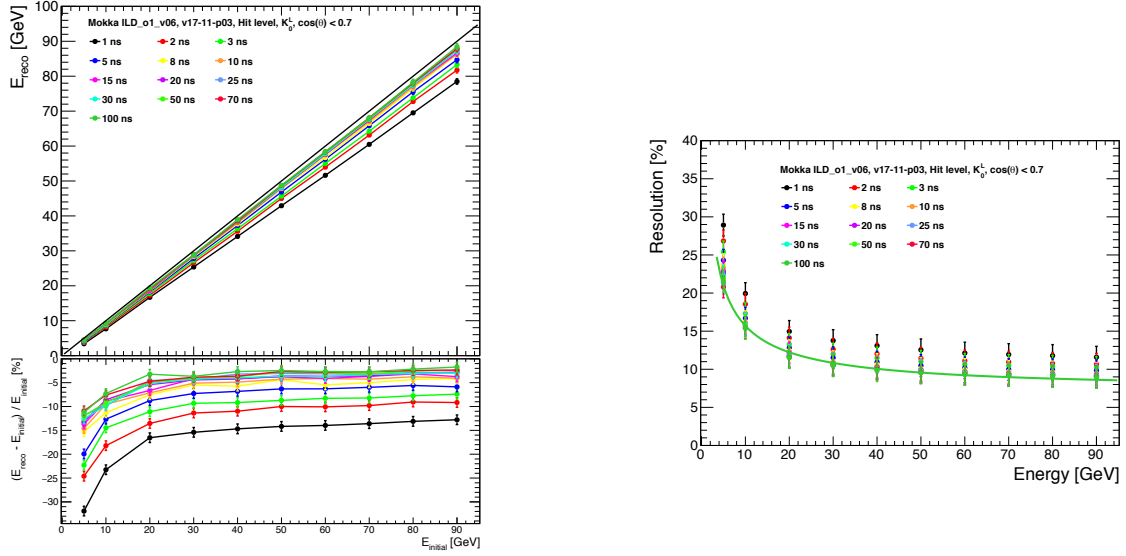 Mokka ILD_o1_v06, v17-11-p03, Hit level, K₀ᴸ, cos(θ) < 0.7
1 ns 2 ns 3 ns
5 ns 8 ns 10 ns
15 ns 20 ns 25 ns
30 ns 50 ns 70 ns
100 ns
E_reco [GeV]
100
90
80
70
60
50
40
30
20
10
0
(E_reco - E_initial) / E_initial [%]
0
−5
−10
−15
−20
−25
−30
0 10 20 30 40 50 60 70 80 90
E_initial [GeV]
Mokka ILD_o1_v06, v17-11-p03, Hit level, K₀ᴸ, cos(θ) < 0.7
1 ns 2 ns 3 ns
5 ns 8 ns 10 ns
15 ns 20 ns 25 ns
30 ns 50 ns 70 ns
100 ns
Resolution [%]
35
30
25
20
15
10
5
0
0 10 20 30 40 50 60 70 80 90
Energy [GeV]